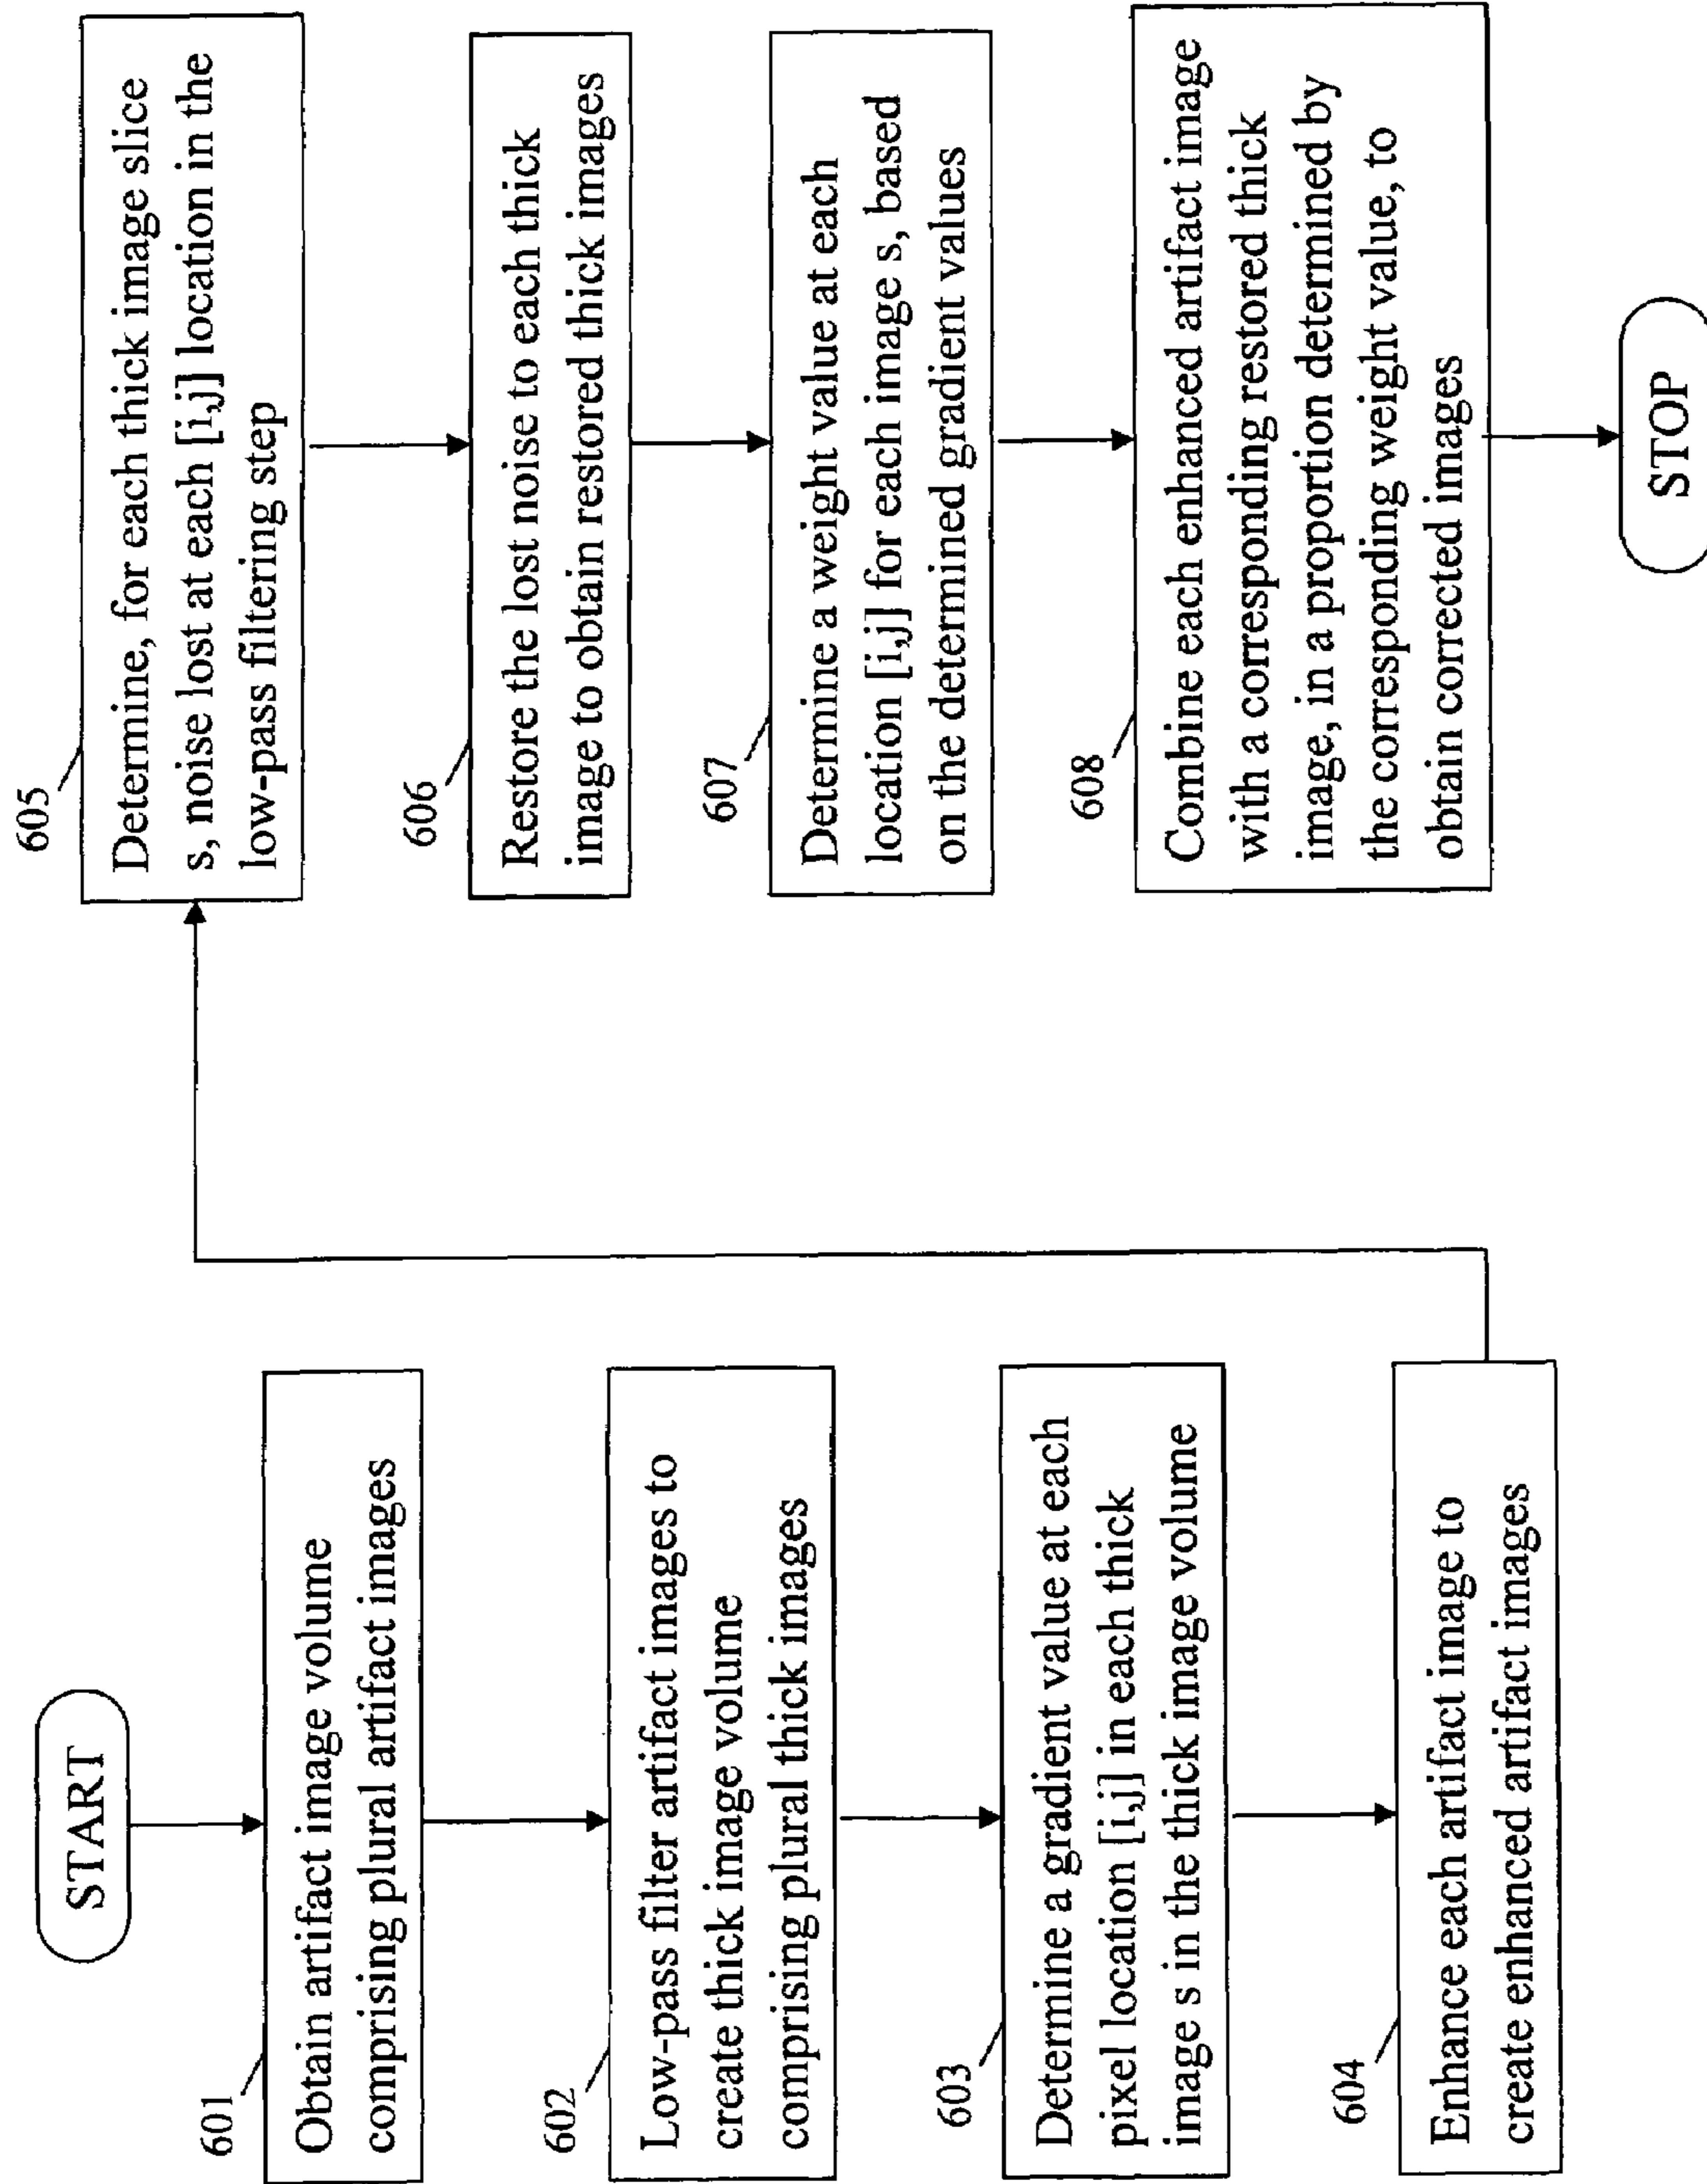 START
601
Obtain artifact image volume
comprising plural artifact images
602
Low-pass filter artifact images to
create thick image volume
comprising plural thick images
603
Determine a gradient value at each
pixel location [i,j] in each thick
image s in the thick image volume
604
Enhance each artifact image to
create enhanced artifact images
605
Determine, for each thick image slice
s, noise lost at each [i,j] location in the
low-pass filtering step
606
Restore the lost noise to each thick
image to obtain restored thick images
607
Determine a weight value at each
location [i,j] for each image s, based
on the determined gradient values
608
Combine each enhanced artifact image
with a corresponding restored thick
image, in a proportion determined by
the corresponding weight value, to
obtain corrected images
STOP